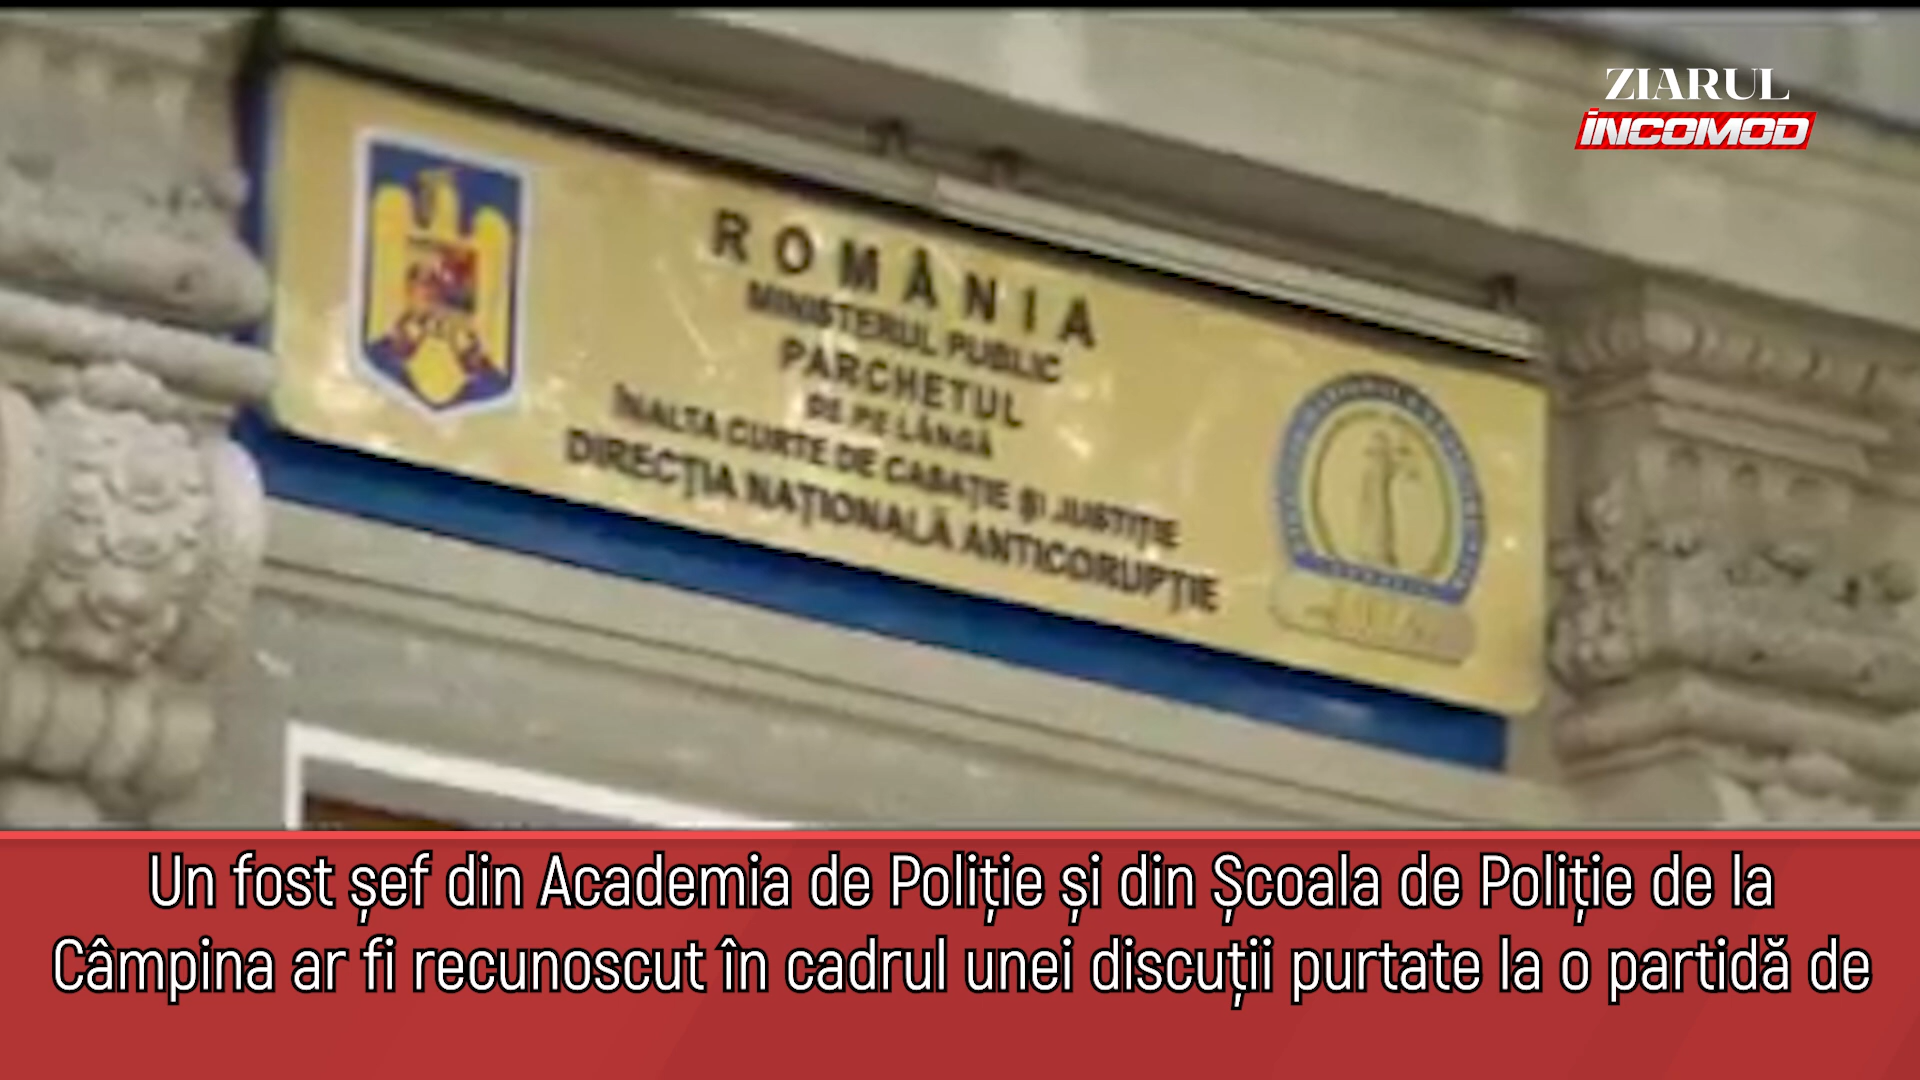 ZIARUL
ÎNCOMOD
ROMÂNIA
MINISTERUL PUBLIC
PARCHETUL
DE PE LÂNGĂ
ÎNALTA CURTE DE CASAȚIE ȘI JUSTIȚIE
DIRECȚIA NAȚIONALĂ ANTICORUPȚIE
Un fost șef din Academia de Poliție și din Școala de Poliție de la
Câmpina ar fi recunoscut în cadrul unei discuții purtate la o partidă de